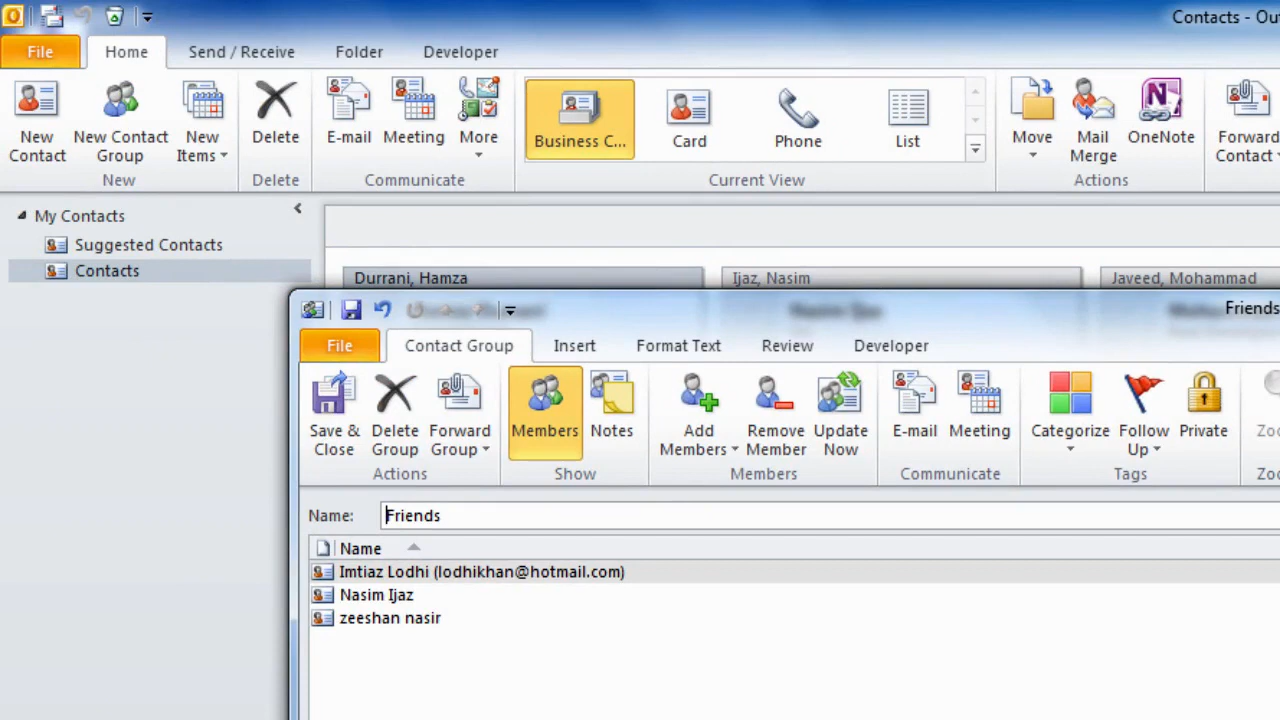 Contacts - Out
File Home Send / Receive Folder Developer
New Contact New Contact Group New Items Delete E-mail Meeting More Business C... Card Phone List Move Mail Merge OneNote Forward Contact
New Delete Communicate Current View Actions
My Contacts
Suggested Contacts
Contacts
Durrani, Hamza Ijaz, Nasim Javeed, Mohammad
Friends
File Contact Group Insert Format Text Review Developer
Save & Close Delete Group Forward Group Members Notes Add Members Remove Member Update Now E-mail Meeting Categorize Follow Up Private Zoo
Actions Show Members Communicate Tags Zoo
Name: Friends
Name
Imtiaz Lodhi (lodhikhan@hotmail.com)
Nasim Ijaz
zeeshan nasir